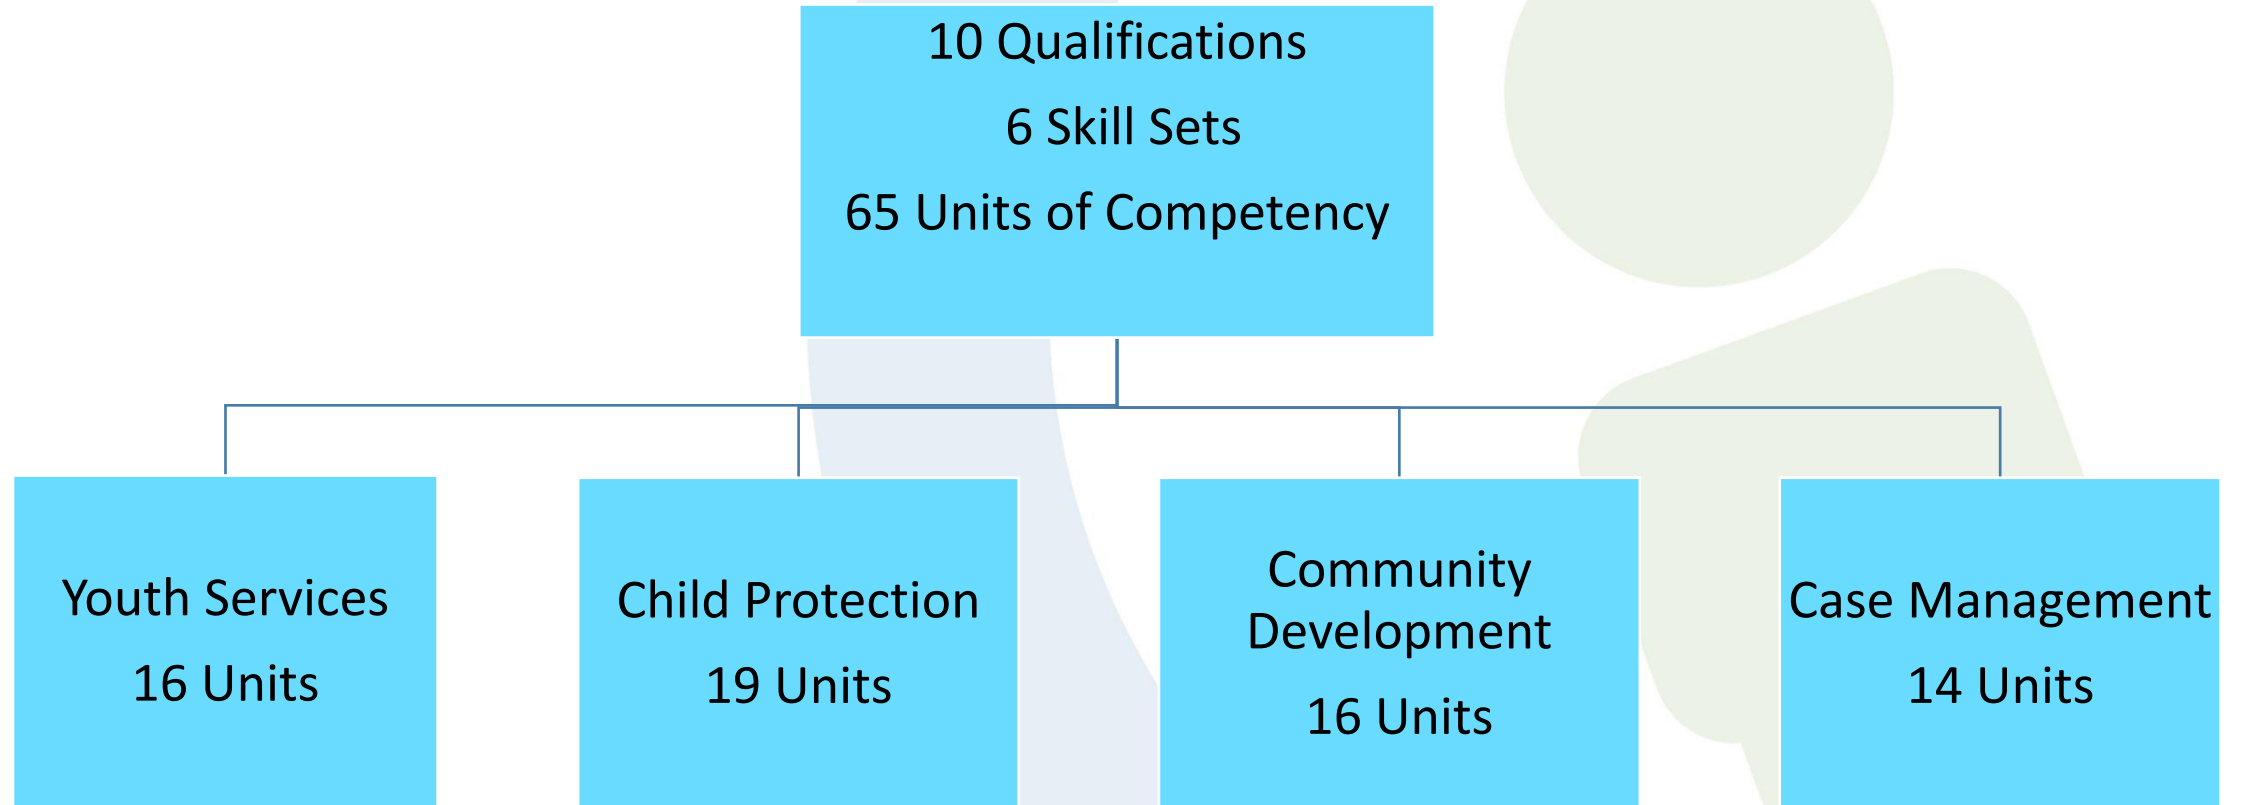 10 Qualifications
6 Skill Sets
65 Units of Competency
Youth Services
16 Units
Child Protection
19 Units
Community
Development
16 Units
Case Management
14 Units